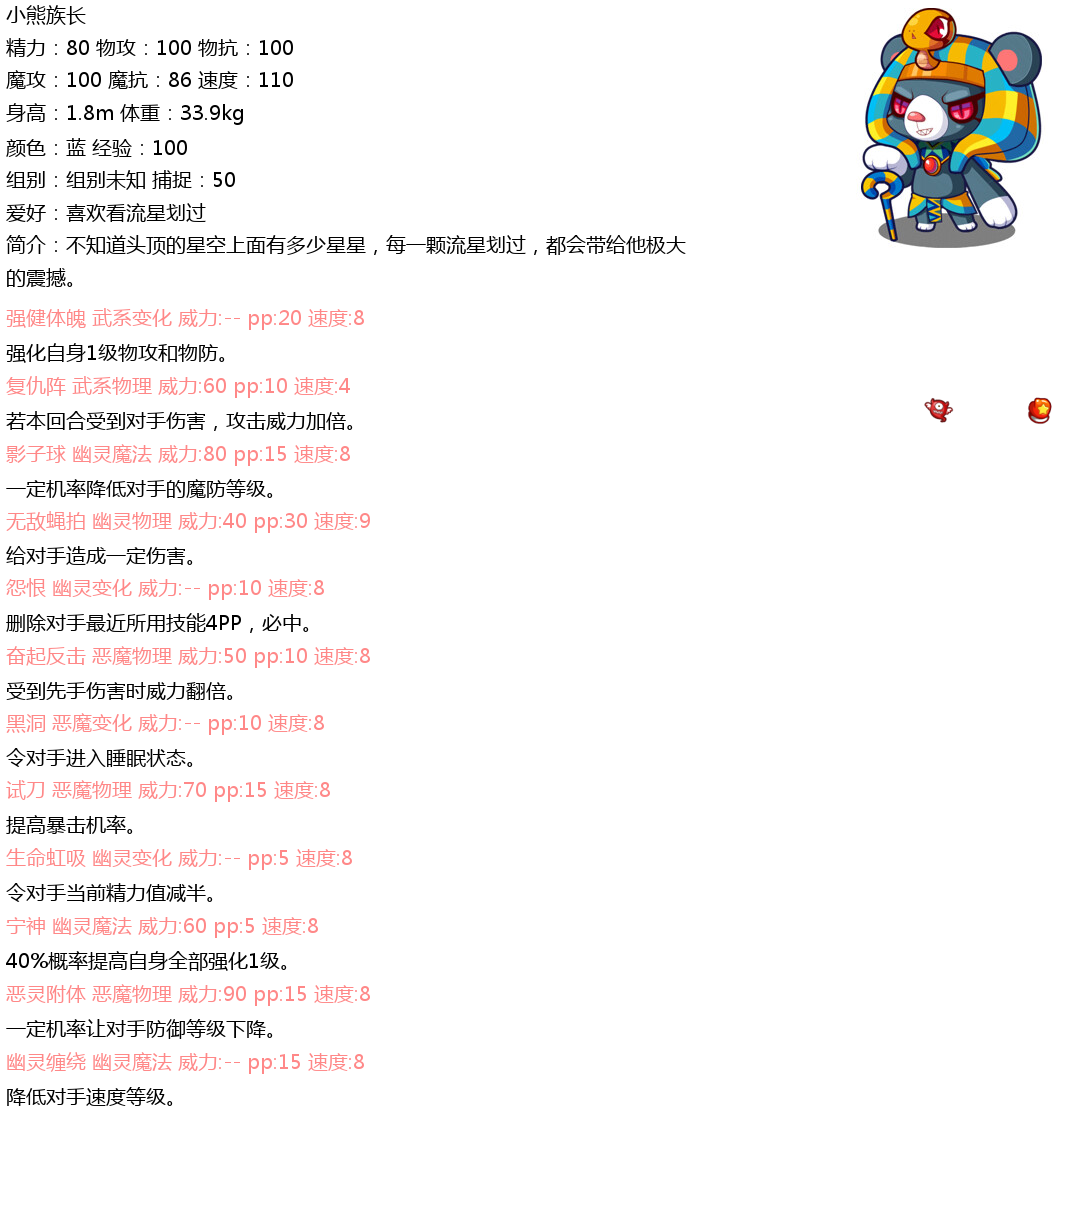 小熊族长
精力：80 物攻：100 物抗：100
魔攻：100 魔抗：86 速度：110
身高：1.8m 体重：33.9kg
颜色：蓝 经验：100
组别：组别未知 捕捉：50
爱好：喜欢看流星划过
简介：不知道头顶的星空上面有多少星星，每一颗流星划过，都会带给他极大
的震撼。
强健体魄 武系变化 威力:-- pp:20 速度:8
强化自身1级物攻和物防。
复仇阵 武系物理 威力:60 pp:10 速度:4
若本回合受到对手伤害，攻击威力加倍。
影子球 幽灵魔法 威力:80 pp:15 速度:8
一定机率降低对手的魔防等级。
无敌蝇拍 幽灵物理 威力:40 pp:30 速度:9
给对手造成一定伤害。
怨恨 幽灵变化 威力:-- pp:10 速度:8
删除对手最近所用技能4PP，必中。
奋起反击 恶魔物理 威力:50 pp:10 速度:8
受到先手伤害时威力翻倍。
黑洞 恶魔变化 威力:-- pp:10 速度:8
令对手进入睡眠状态。
试刀 恶魔物理 威力:70 pp:15 速度:8
提高暴击机率。
生命虹吸 幽灵变化 威力:-- pp:5 速度:8
令对手当前精力值减半。
宁神 幽灵魔法 威力:60 pp:5 速度:8
40%概率提高自身全部强化1级。
恶灵附体 恶魔物理 威力:90 pp:15 速度:8
一定机率让对手防御等级下降。
幽灵缠绕 幽灵魔法 威力:-- pp:15 速度:8
降低对手速度等级。